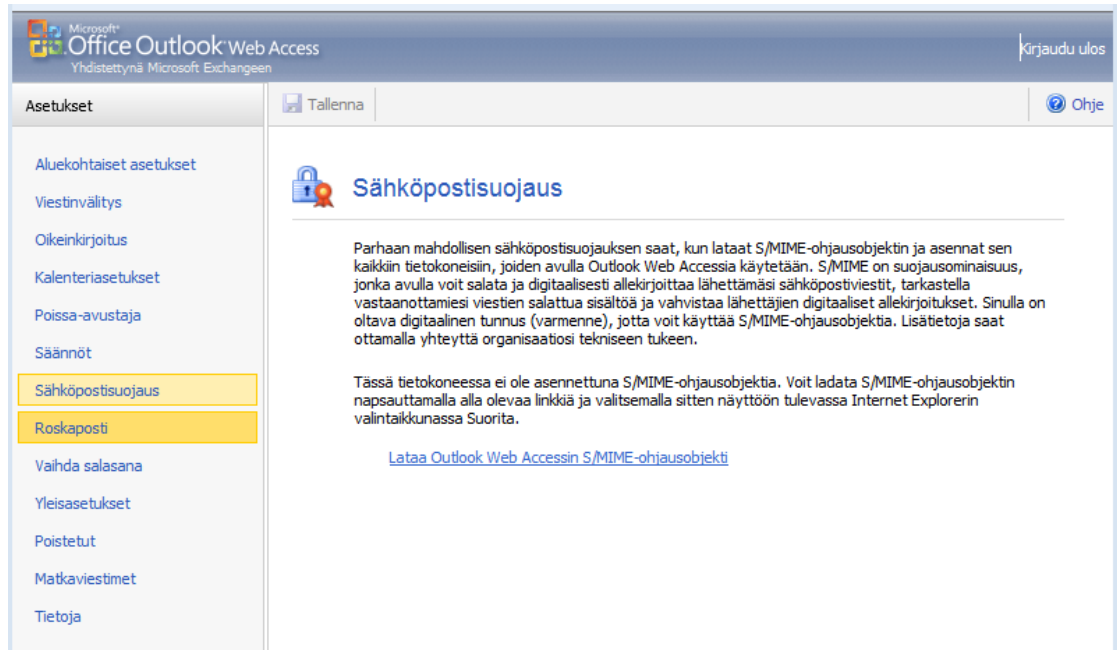 Microsoft®
Office Outlook® Web Access
Yhdistettynä Microsoft Exchangeen
Kirjaudu ulos
Asetukset
Tallenna
Ohje
Aluekohtaiset asetukset
Viestinvälitys
Oikeinkirjoitus
Kalenteriasetukset
Poissa-avustaja
Säännöt
Sähköpostisuojaus
Roskaposti
Vaihda salasana
Yleisasetukset
Poistetut
Matkaviestimet
Tietoja
Sähköpostisuojaus
Parhaan mahdollisen sähköpostisuojauksen saat, kun lataat S/MIME-ohjausobjektin ja asennat sen
kaikkiin tietokoneisiin, joiden avulla Outlook Web Accessia käytetään. S/MIME on suojausominaisuus,
jonka avulla voit salata ja digitaalisesti allekirjoittaa lähettämäsi sähköpostiviestit, tarkastella
vastaanottamiesi viestien salattua sisältöä ja vahvistaa lähettäjien digitaaliset allekirjoitukset. Sinulla on
oltava digitaalinen tunnus (varmenne), jotta voit käyttää S/MIME-ohjausobjektia. Lisätietoja saat
ottamalla yhteyttä organisaatiosi tekniseen tukeen.
Tässä tietokoneessa ei ole asennettuna S/MIME-ohjausobjektia. Voit ladata S/MIME-ohjausobjektin
napsauttamalla alla olevaa linkkiä ja valitsemalla sitten näyttöön tulevassa Internet Explorerin
valintaikkunassa Suorita.
Lataa Outlook Web Accessin S/MIME-ohjausobjekti